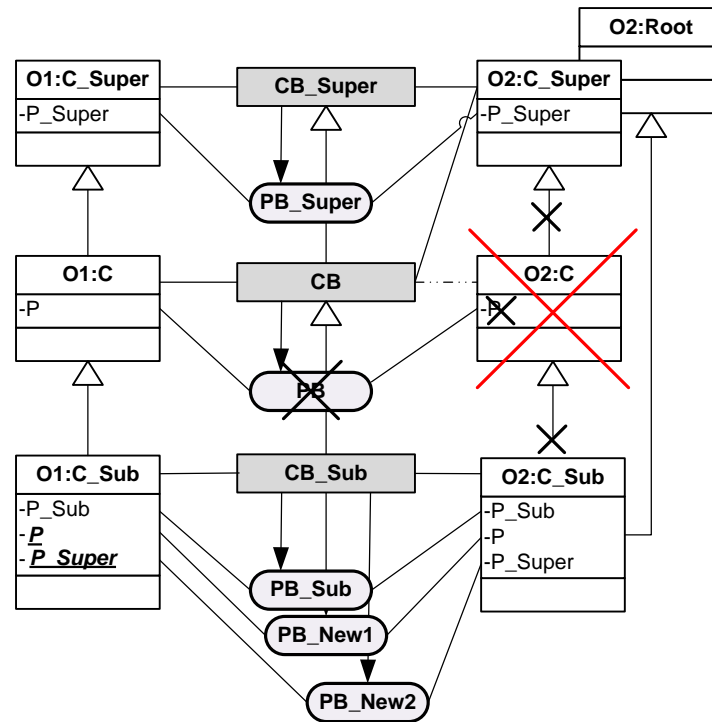 O2:Root
O1:C_Super
CB_Super
O2:C_Super
-P_Super
-P_Super
PB_Super
O1:C
CB
O2:C
-P
-P
PB
O1:C_Sub
CB_Sub
O2:C_Sub
-P_Sub
-P
-P_Super
- P
- P_Super
-P_Sub
PB_Sub
PB_New1
PB_New2